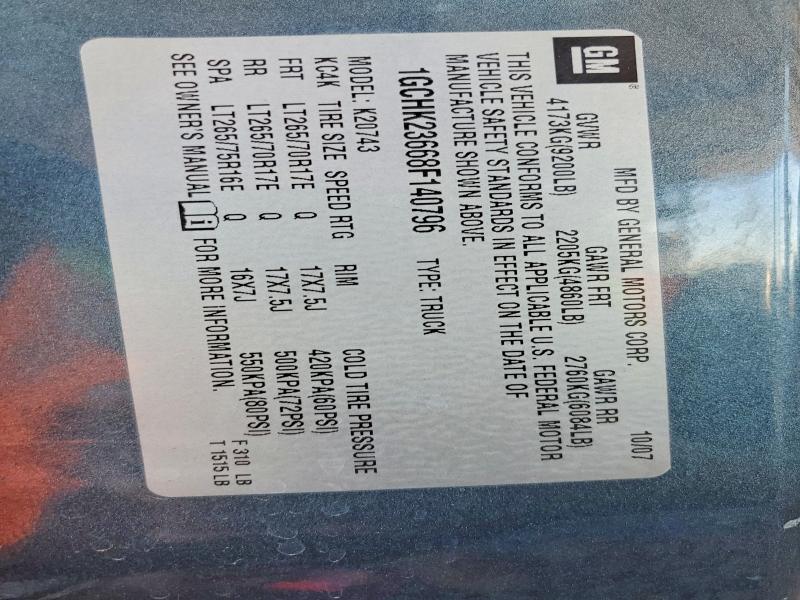 GM®
MFD BY GENERAL MOTORS CORP. 10/07
GVWR GAWR FRT GAWR RR
4173KG(9200LB) 2205KG(4860LB) 2760KG(6084LB)
THIS VEHICLE CONFORMS TO ALL APPLICABLE U.S. FEDERAL MOTOR
VEHICLE SAFETY STANDARDS IN EFFECT ON THE DATE OF
MANUFACTURE SHOWN ABOVE.
1GCHK23668F140796 TYPE: TRUCK
MODEL: K20743
KC4K TIRE SIZE SPEED RTG RIM COLD TIRE PRESSURE
FRT LT265/70R17E Q 17X7.5J 420KPA(60PSI)
RR LT265/70R17E Q 17X7.5J 500KPA(72PSI)
SPA LT265/75R16E Q 16X7J 550KPA(80PSI)
SEE OWNER'S MANUAL FOR MORE INFORMATION.
F 310 LB
T 1515 LB